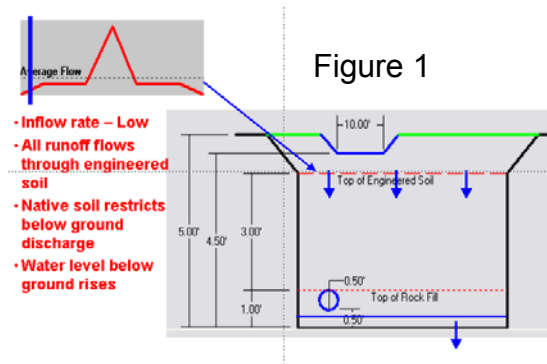 Average Flow
Figure 1
• Inflow rate – Low
• All runoff flows
through engineered
soil
• Native soil restricts
below ground
discharge
• Water level below
ground rises
10.00'
Top of Engineered Soil
5.00'
4.50'
3.00'
0.50'
Top of Rock Fill
1.00'
0.50'